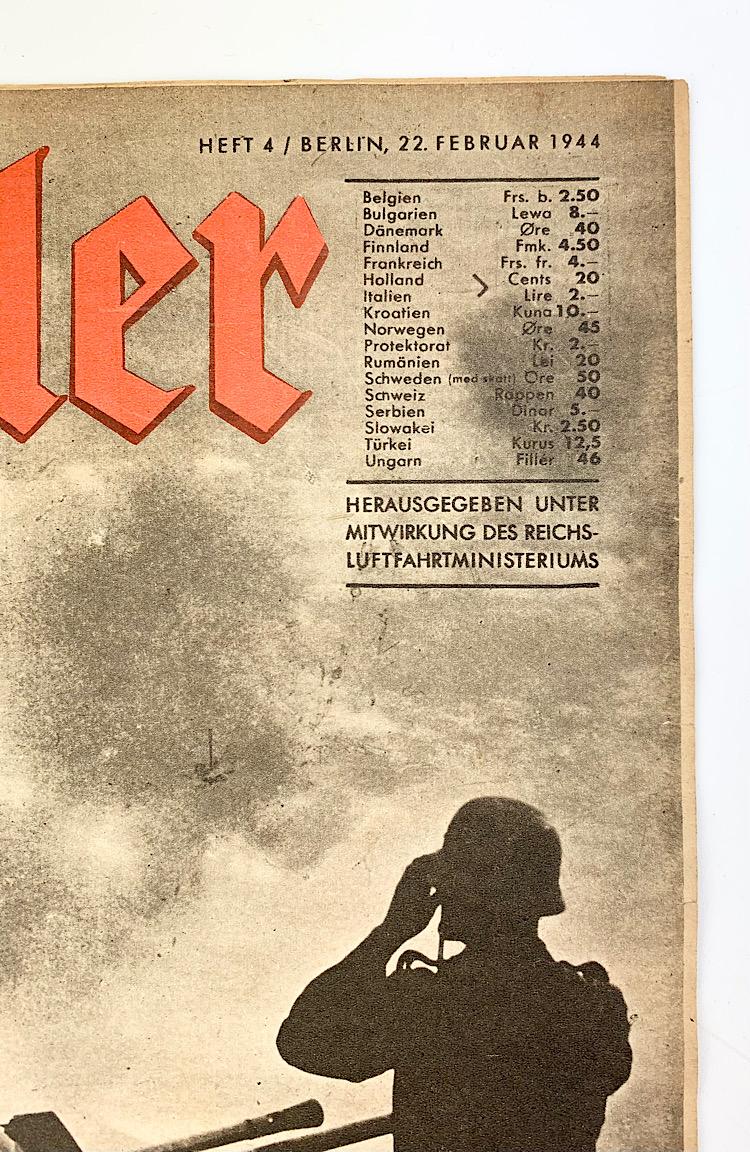 HEFT 4 / BERLIN, 22. FEBRUAR 1944
ler
Belgien Frs. b. 2.50
Bulgarien Lewa 8.–
Dänemark Øre 40
Finnland Fmk. 4.50
Frankreich Frs. fr. 4.–
Holland Cents 20
Italien Lire 2.–
Kroatien Kuna 10.–
Norwegen Øre 45
Protektorat Kr. 2.–
Rumänien Lei 20
Schweden (med skatt) Öre 50
Schweiz Rappen 40
Serbien Dinar 5.–
Slowakei Kr. 2.50
Türkei Kurus 12,5
Ungarn Filler 46
HERAUSGEGEBEN UNTER
MITWIRKUNG DES REICHS-
LUFTFAHRTMINISTERIUMS